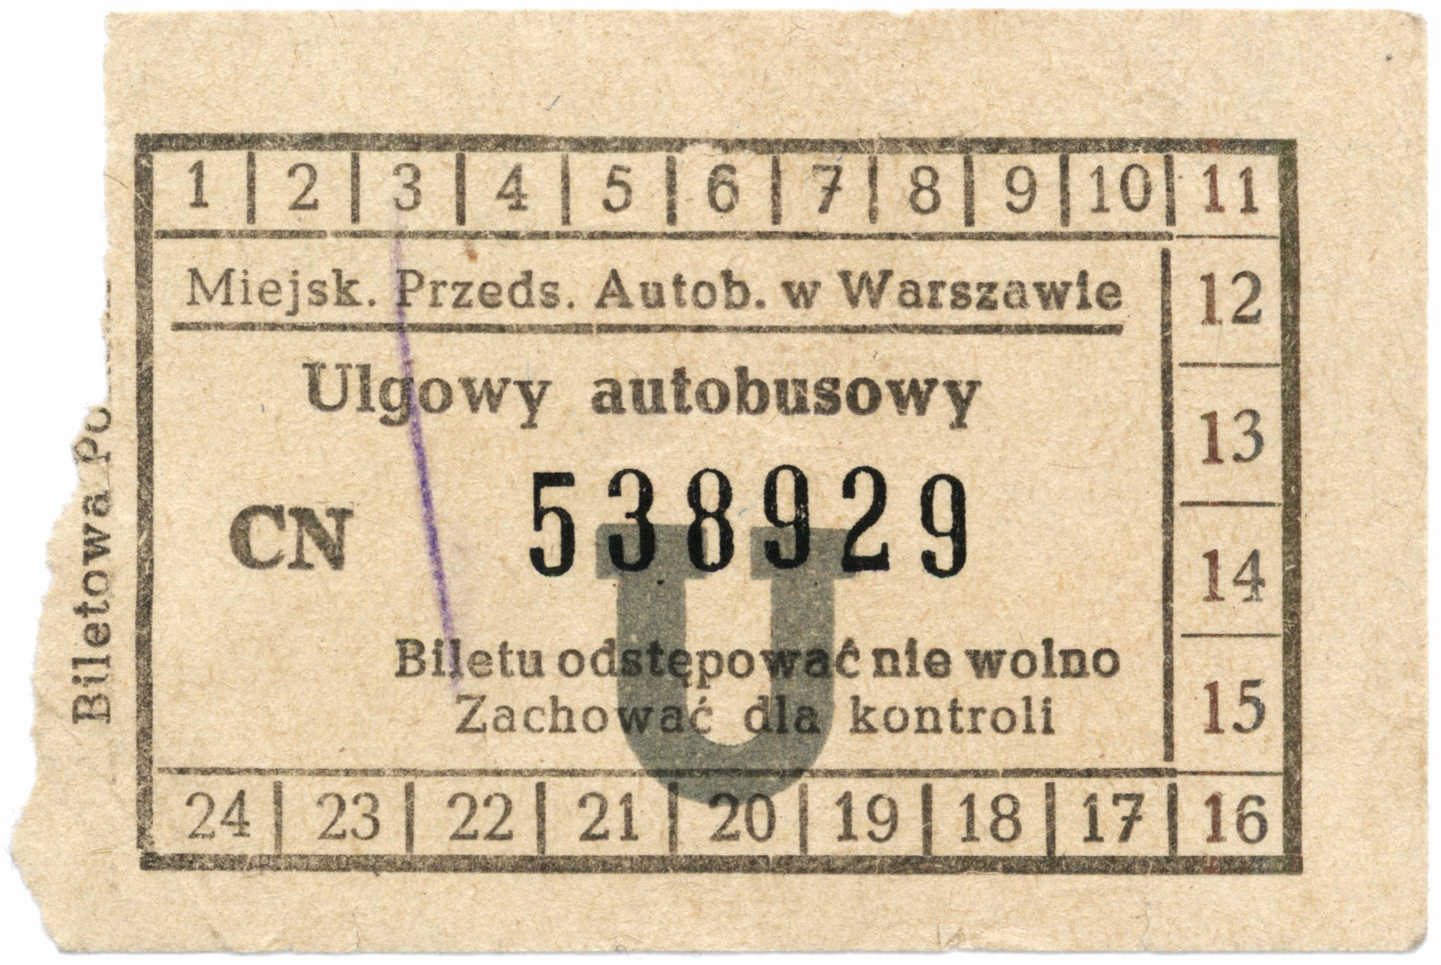 1 2 3 4 5 6 7 8 9 10 11
Miejsk. Przeds. Autob. w Warszawie
12
Ulgowy autobusowy
13
CN 538929
U
14
Biletu odstępować nie wolno
Zachować dla kontroli
15
24 23 22 21 20 19 18 17 16
Biletowa